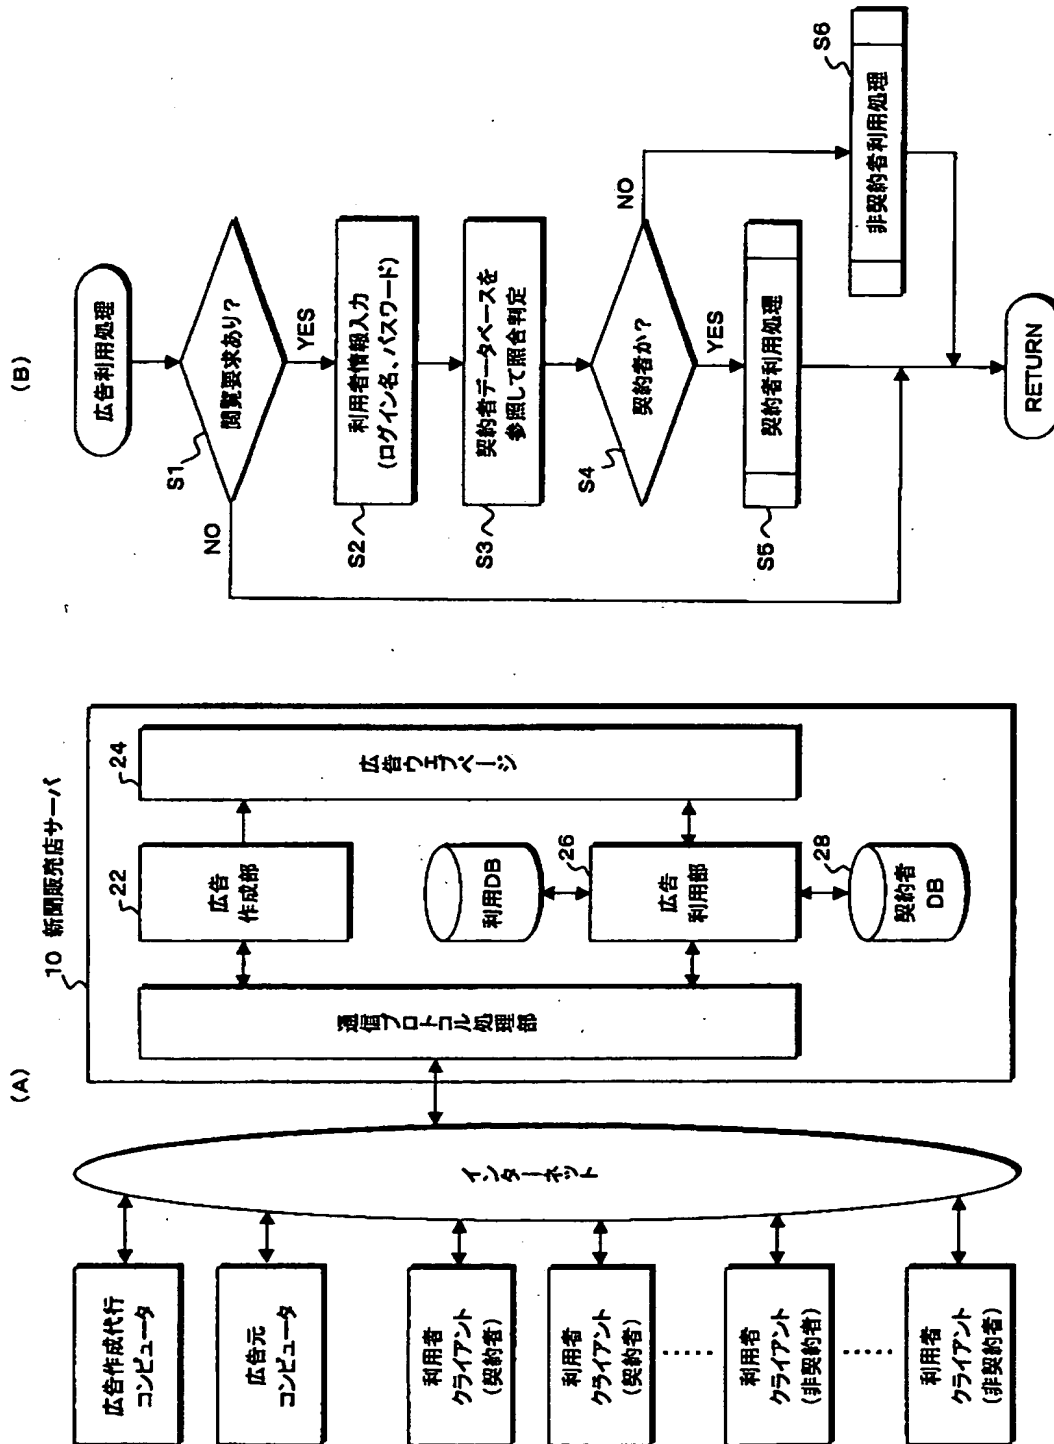 (A)
広告作成代行
コンピュータ
広告元
コンピュータ
利用者
クライアント
(契約者)
利用者
クライアント
(契約者)
利用者
クライアント
(非契約者)
利用者
クライアント
(非契約者)
インターネット
10 新聞販売店サーバ
通信プロトコル処理部
22
広告
作成部
24
広告ウエブページ
利用DB
26
広告
利用部
28
契約者
DB
(B)
広告利用処理
S1
閲覧要求あり?
NO
YES
S2
利用者情報入力
(ログイン名、パスワード)
S3
契約者データベースを
参照して照合判定
S4
契約者か?
NO
YES
S5
契約者利用処理
S6
非契約者利用処理
RETURN